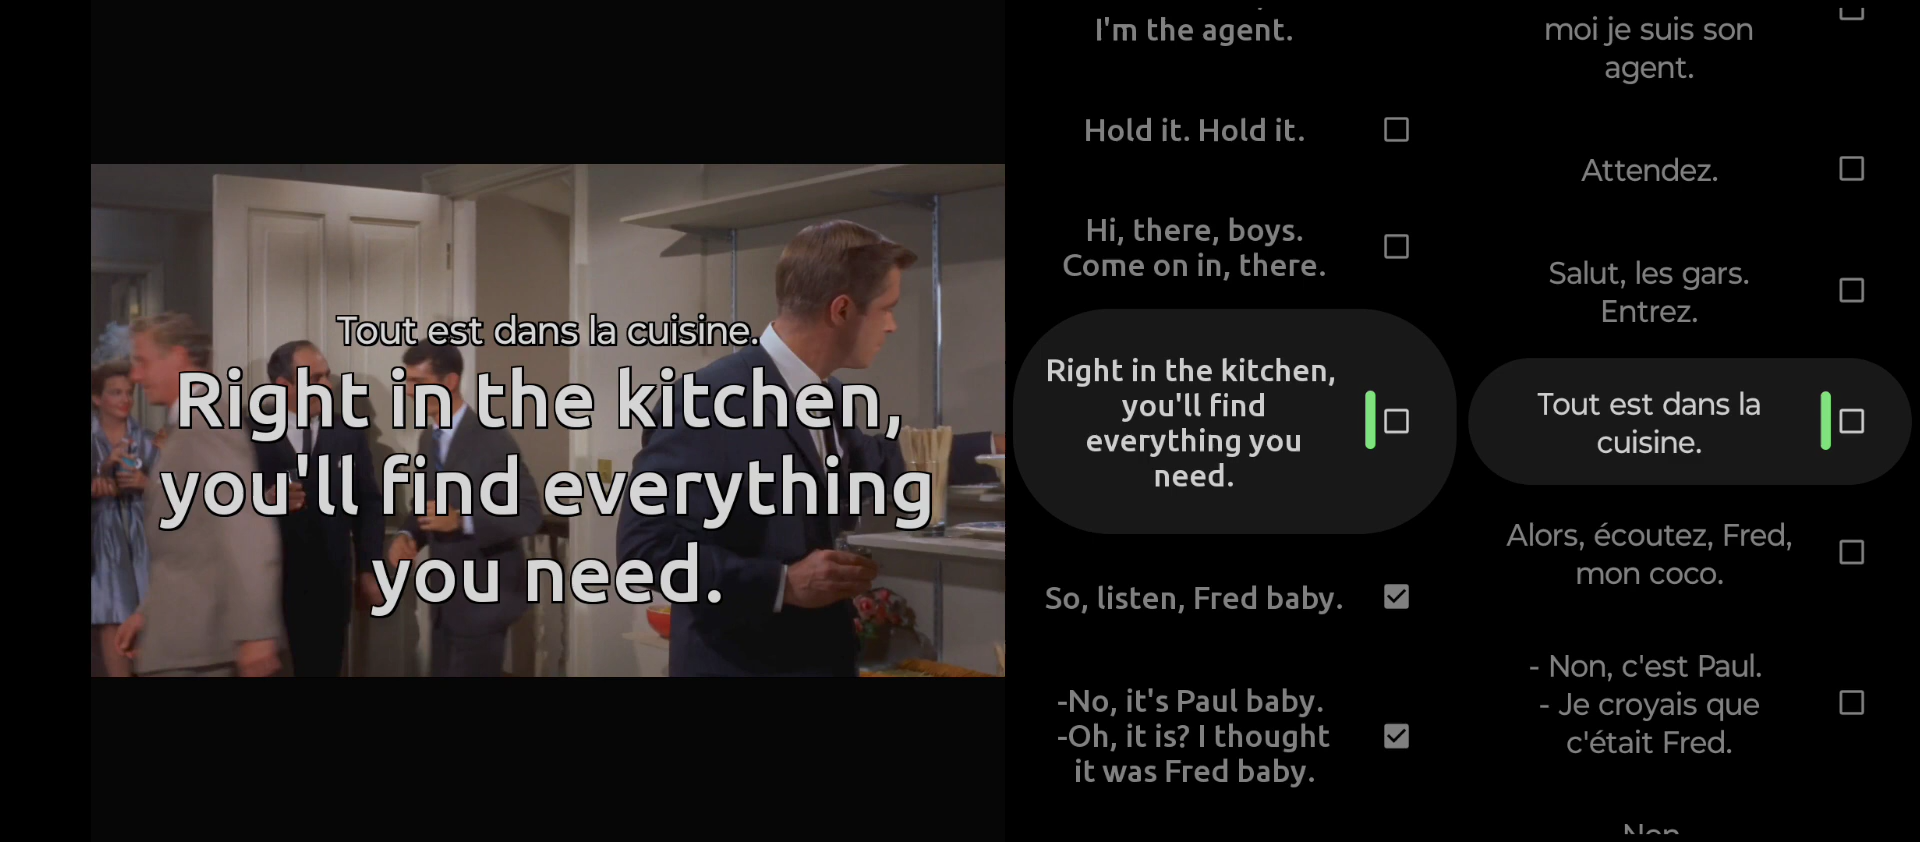 Tout est dans la cuisine.
Right in the kitchen,
you'll find everything
you need.
I'm the agent.
Hold it. Hold it.
Hi, there, boys.
Come on in, there.
Right in the kitchen,
you'll find
everything you
need.
So, listen, Fred baby.
-No, it's Paul baby.
-Oh, it is? I thought
it was Fred baby.
moi je suis son
agent.
Attendez.
Salut, les gars.
Entrez.
Tout est dans la
cuisine.
Alors, écoutez, Fred,
mon coco.
- Non, c'est Paul.
- Je croyais que
c'était Fred.